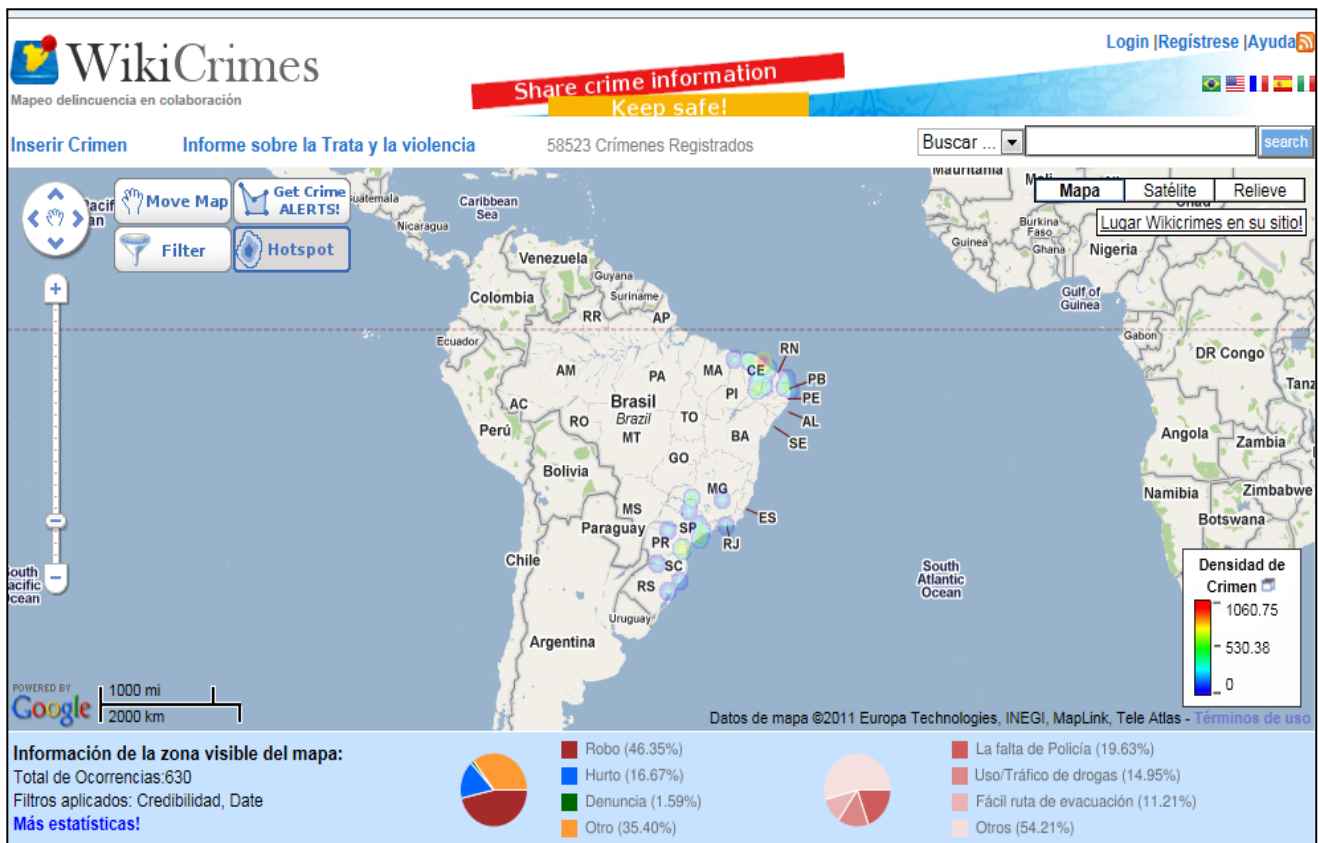 WikiCrimes
Mapeo delincuencia en colaboración
Share crime information
Keep safe!
Login |Regístrese |Ayuda
Inserir Crimen
Informe sobre la Trata y la violencia
58523 Crímenes Registrados
Buscar ...
search
Move Map
Get Crime
ALERTS!
Filter
Hotspot
Mapa
Satélite
Relieve
Lugar Wikicrimes en su sitio!
Mauritania
Burkina
Faso
Guinea
Ghana
Nigeria
Gulf of
Guinea
Gabon
DR Congo
Angola
Zambia
Namibia
Zimbabwe
Botswana
Caribbean
Sea
Nicaragua
Venezuela
Guyana
Suriname
Colombia
RR
AP
Ecuador
AM
PA
MA
CE
RN
PB
PE
AL
SE
PI
AC
Brasil
Brazil
RO
TO
BA
MT
Perú
GO
Bolivia
MG
MS
ES
Paraguay
SP
RJ
PR
SC
Chile
RS
Uruguay
Argentina
South
Atlantic
Ocean
Densidad de
Crimen
1060.75
530.38
0
POWERED BY
Google
1000 mi
2000 km
Datos de mapa ©2011 Europa Technologies, INEGI, MapLink, Tele Atlas - Términos de uso
Información de la zona visible del mapa:
Total de Ocorrencias:630
Filtros aplicados: Credibilidad, Date
Más estatísticas!
Robo (46.35%)
Hurto (16.67%)
Denuncia (1.59%)
Otro (35.40%)
La falta de Policía (19.63%)
Uso/Tráfico de drogas (14.95%)
Fácil ruta de evacuación (11.21%)
Otros (54.21%)